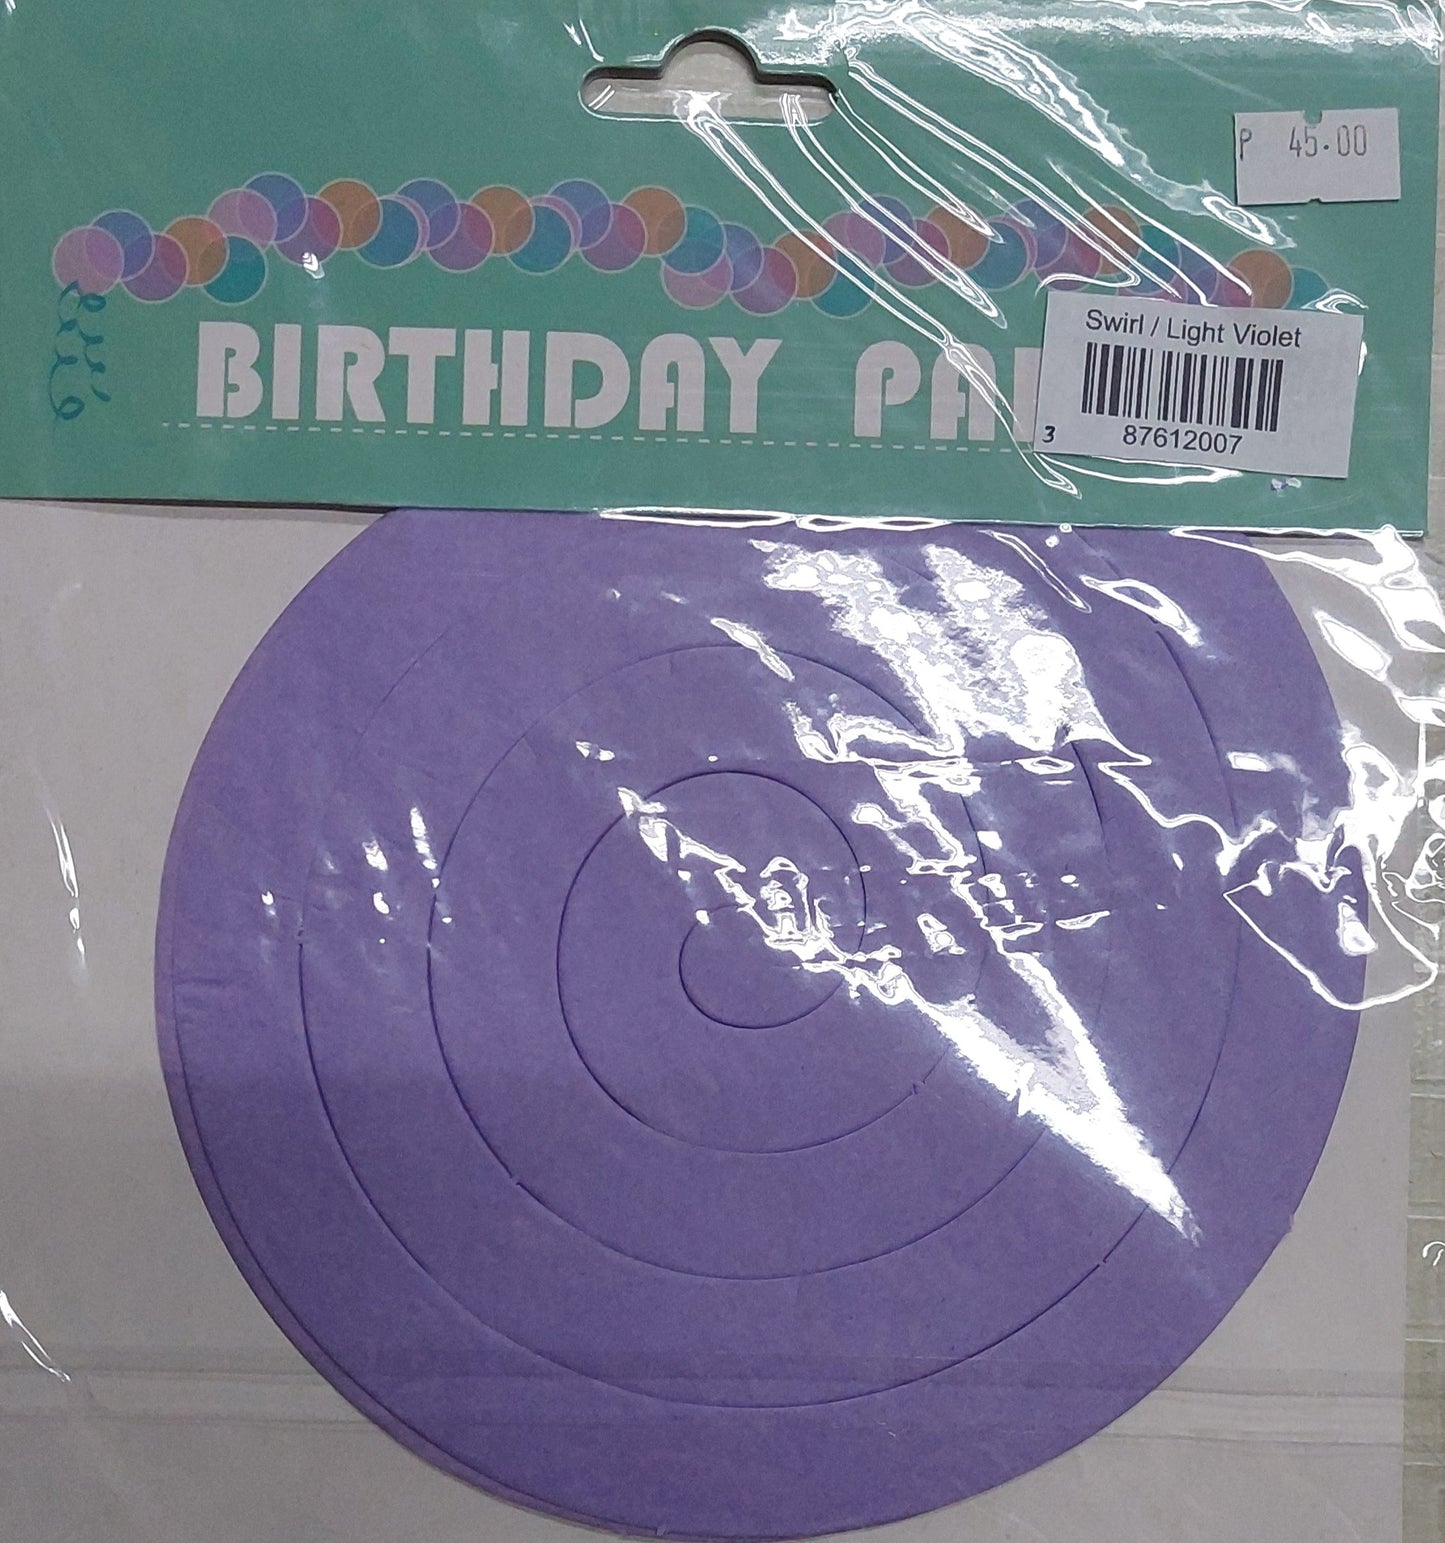 P 45.00
Swirl / Light Violet
BIRTHDAY PA
3 87612007